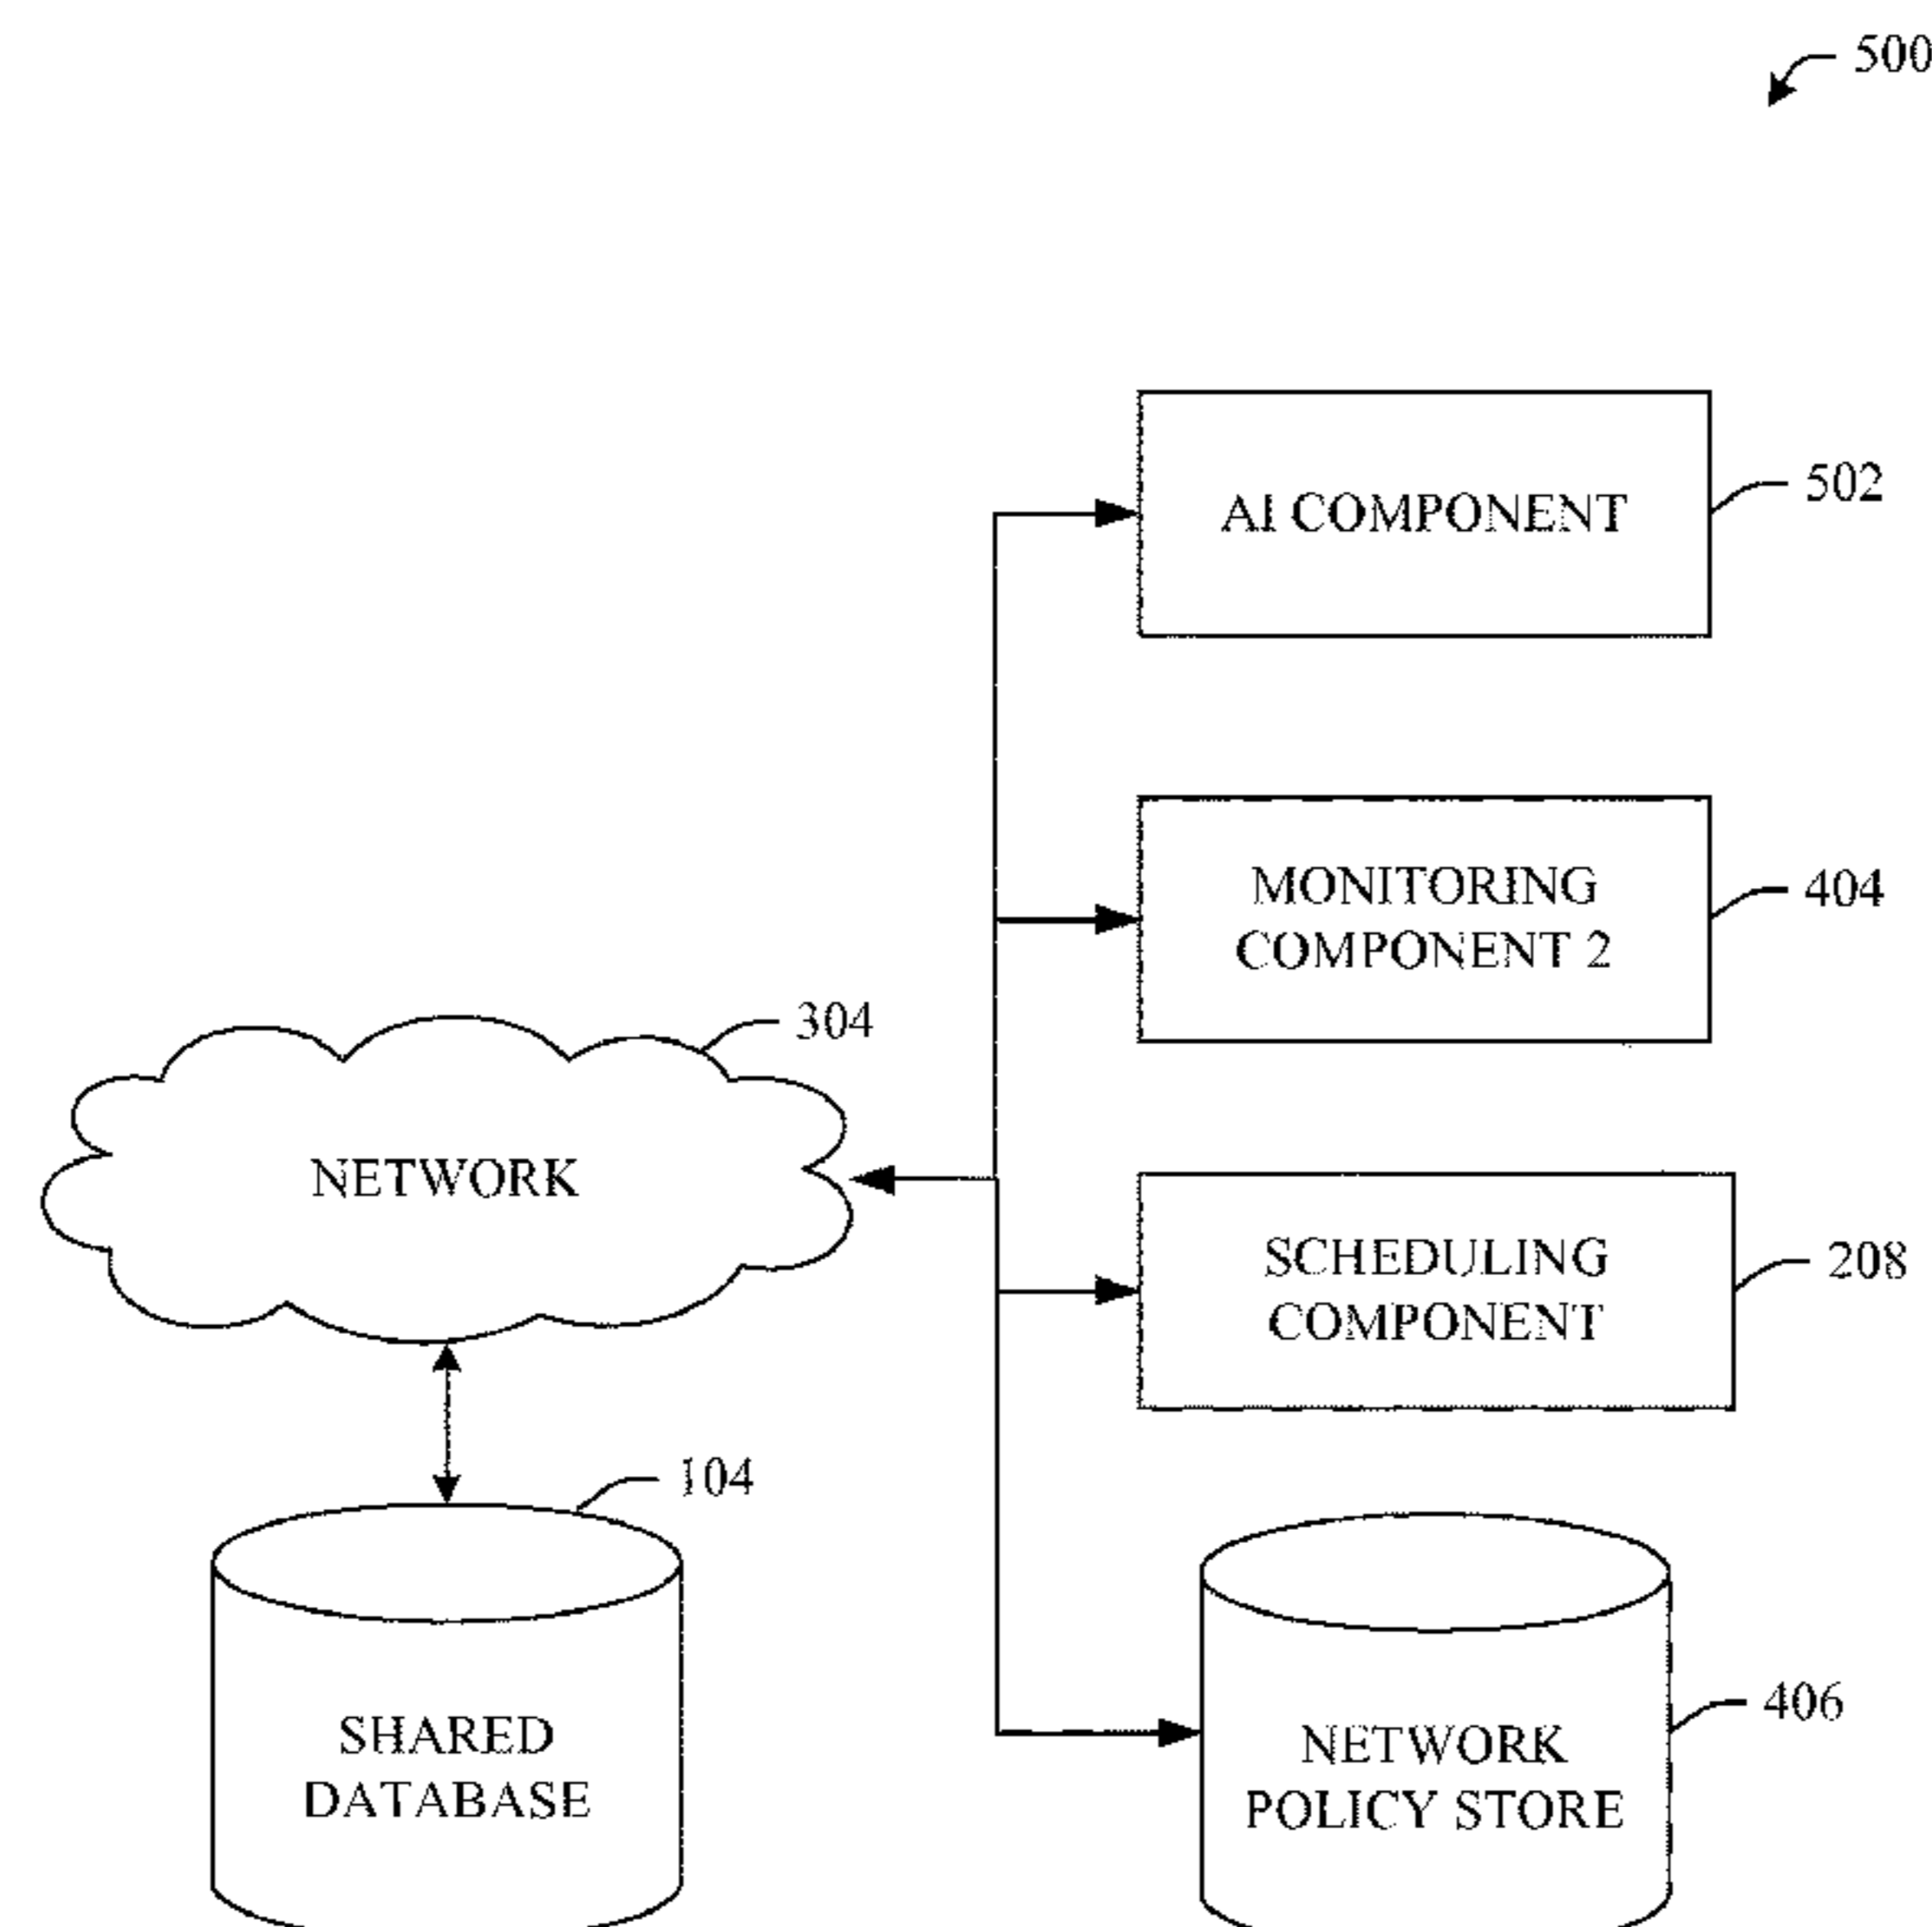 500
AI COMPONENT
502
MONITORING
COMPONENT 2
404
304
NETWORK
SCHEDULING
COMPONENT
208
104
SHARED
DATABASE
406
NETWORK
POLICY STORE